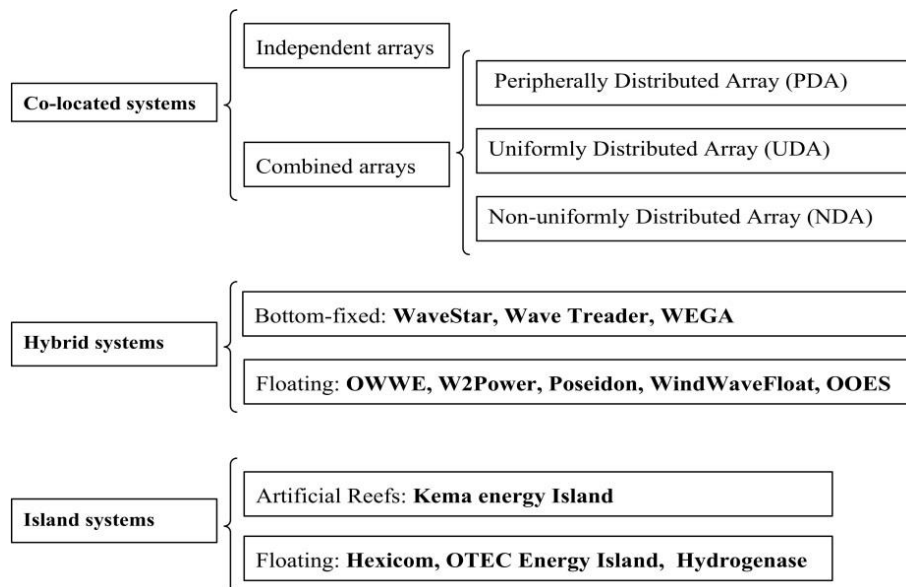 Co-located systems
Independent arrays
Combined arrays
Peripherally Distributed Array (PDA)
Uniformly Distributed Array (UDA)
Non-uniformly Distributed Array (NDA)
Hybrid systems
Bottom-fixed: WaveStar, Wave Treader, WEGA
Floating: OWWE, W2Power, Poseidon, WindWaveFloat, OOES
Island systems
Artificial Reefs: Kema energy Island
Floating: Hexicom, OTEC Energy Island, Hydrogenase